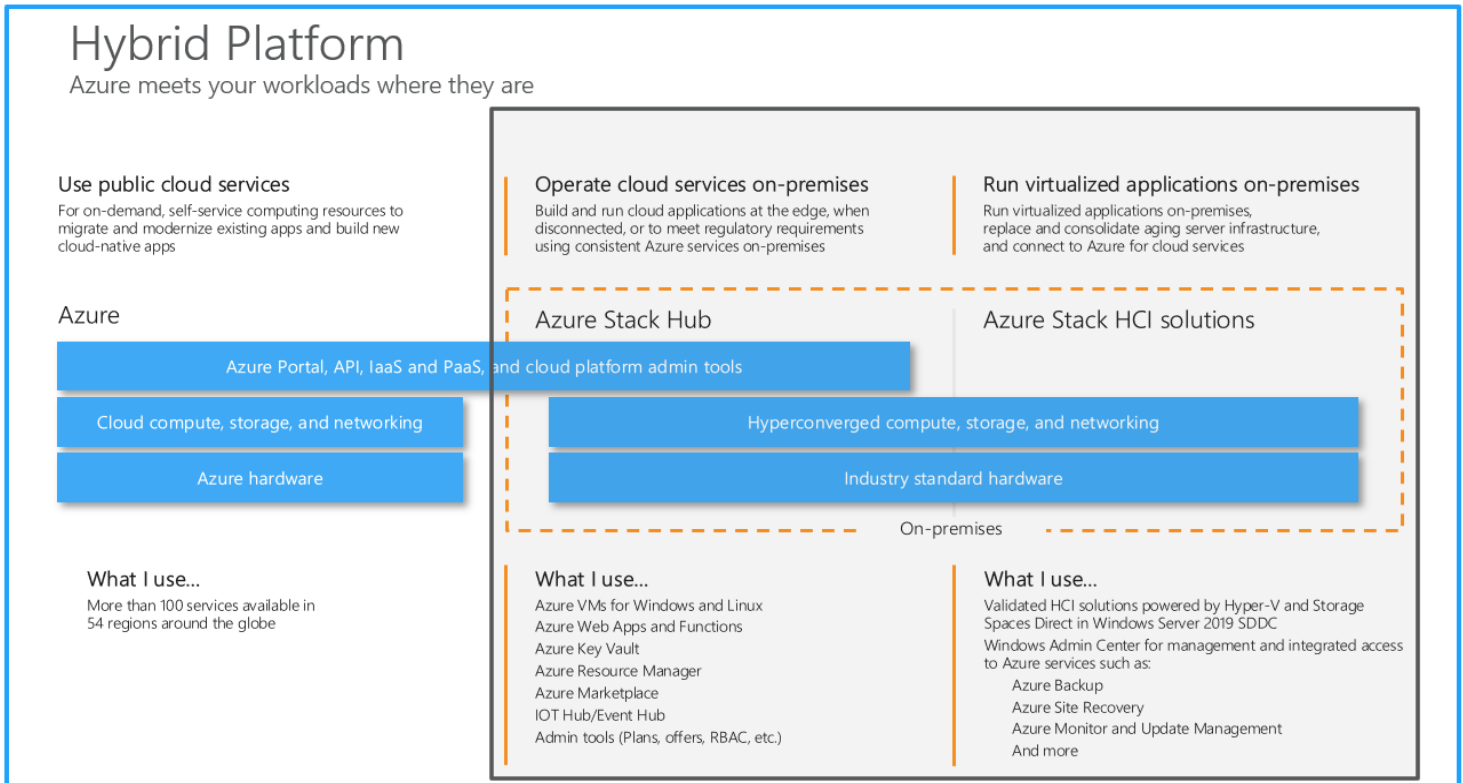 Hybrid Platform
Azure meets your workloads where they are
Use public cloud services
For on-demand, self-service computing resources to
migrate and modernize existing apps and build new
cloud-native apps
Operate cloud services on-premises
Build and run cloud applications at the edge, when
disconnected, or to meet regulatory requirements
using consistent Azure services on-premises
Run virtualized applications on-premises
Run virtualized applications on-premises,
replace and consolidate aging server infrastructure,
and connect to Azure for cloud services
Azure
Azure Stack Hub
Azure Stack HCI solutions
Azure Portal, API, IaaS and PaaS, and cloud platform admin tools
Cloud compute, storage, and networking
Hyperconverged compute, storage, and networking
Azure hardware
Industry standard hardware
On-premises
What I use...
More than 100 services available in
54 regions around the globe
What I use...
Azure VMs for Windows and Linux
Azure Web Apps and Functions
Azure Key Vault
Azure Resource Manager
Azure Marketplace
IOT Hub/Event Hub
Admin tools (Plans, offers, RBAC, etc.)
What I use...
Validated HCI solutions powered by Hyper-V and Storage
Spaces Direct in Windows Server 2019 SDDC
Windows Admin Center for management and integrated access
to Azure services such as:
Azure Backup
Azure Site Recovery
Azure Monitor and Update Management
And more